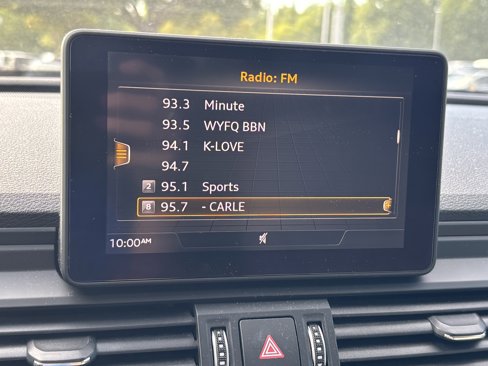 Radio: FM
93.3 Minute
93.5 WYFQ BBN
94.1 K-LOVE
94.7
2 95.1 Sports
8 95.7 - CARLE
10:00AM